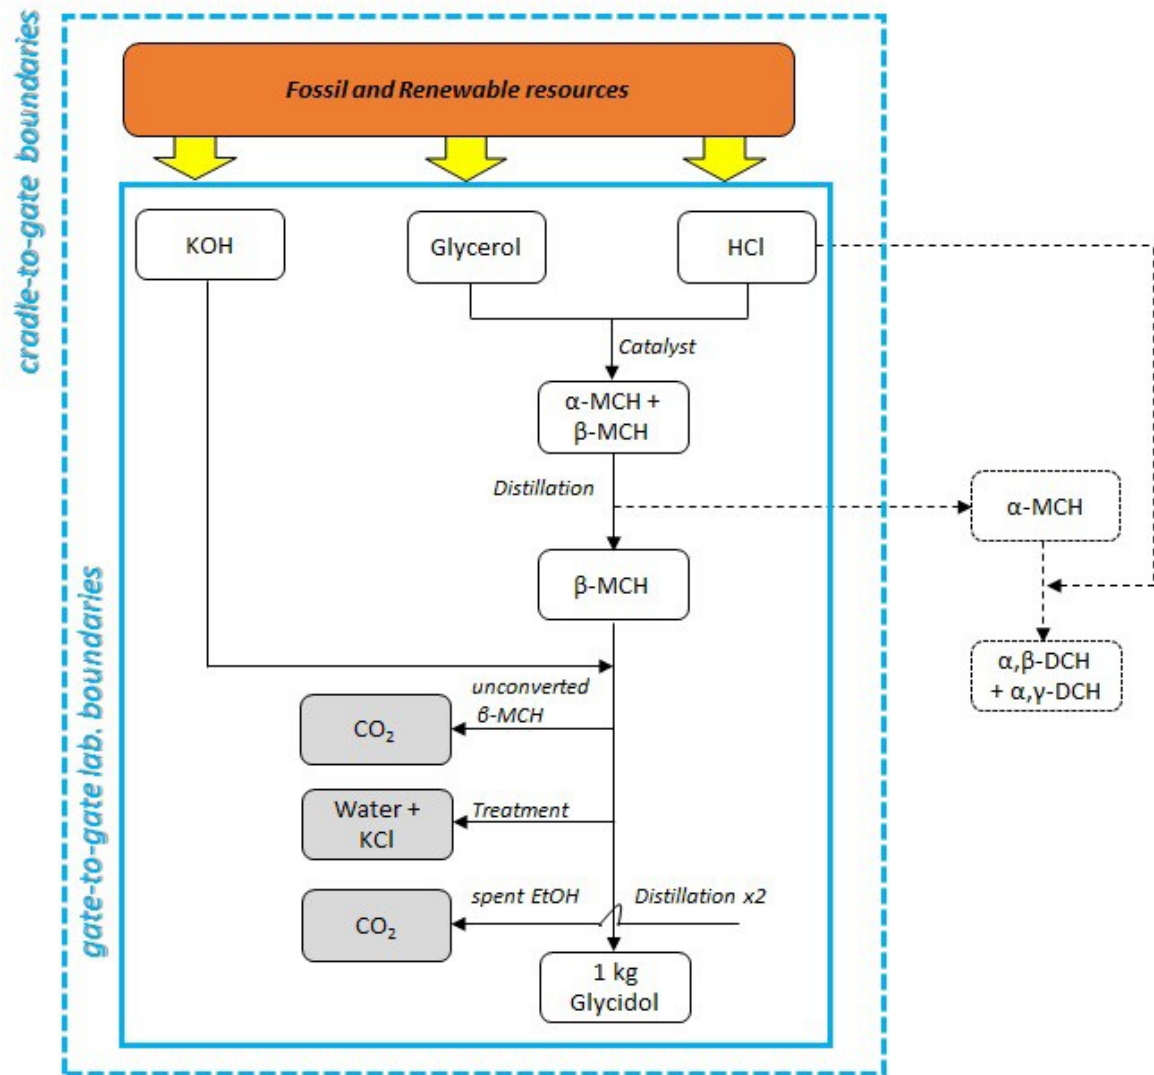 cradle-to-gate boundaries
gate-to-gate lab. boundaries
Fossil and Renewable resources
KOH
Glycerol
HCl
Catalyst
α-MCH +
β-MCH
Distillation
α-MCH
β-MCH
α,β-DCH
+ α,γ-DCH
unconverted
β-MCH
CO₂
Water +
KCl
Treatment
spent EtOH
Distillation x2
CO₂
1 kg
Glycidol